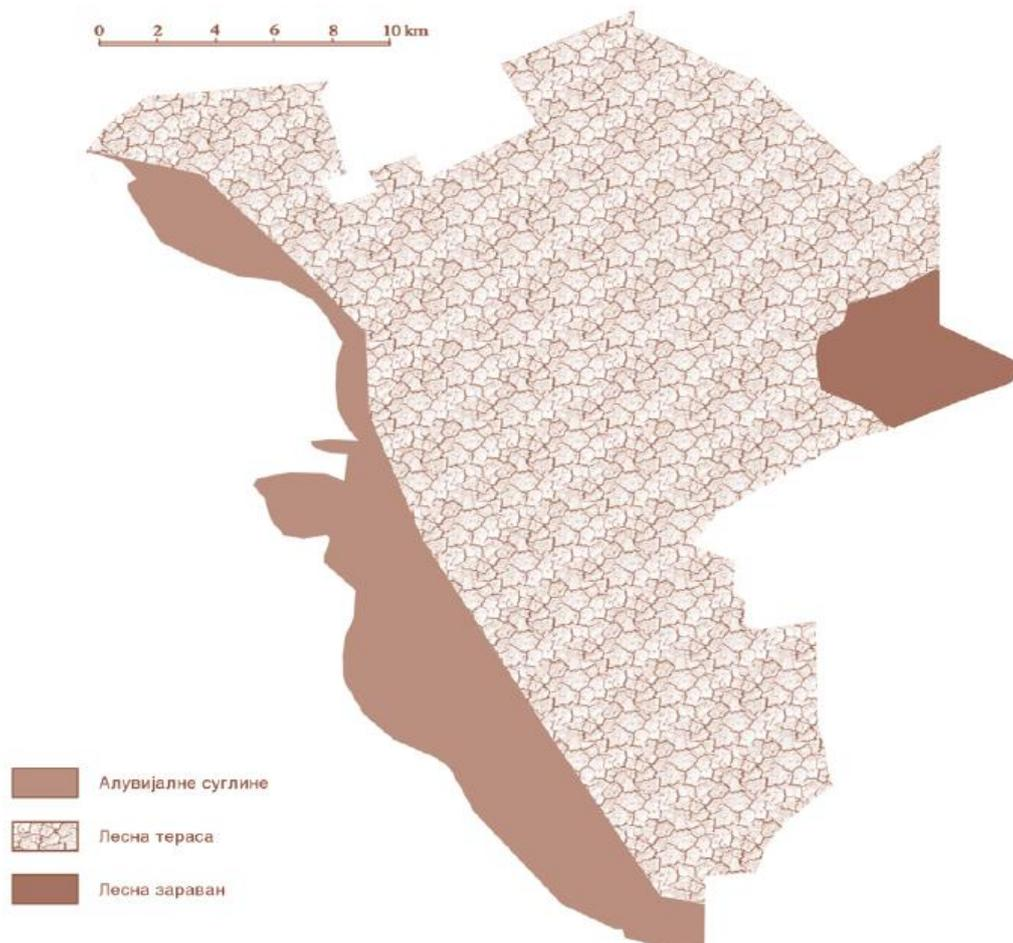 0 2 4 6 8 10 km
Алувијалне суглине
Лесна тераса
Лесна зараван